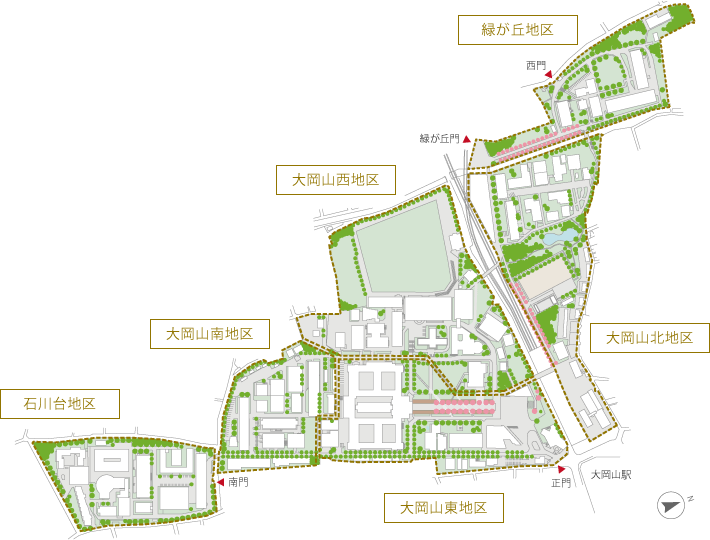 緑が丘地区
西門
緑が丘門
大岡山西地区
大岡山南地区
大岡山北地区
石川台地区
南門
大岡山駅
正門
大岡山東地区
N